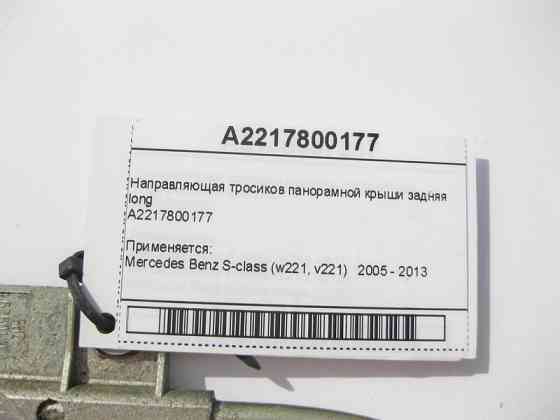 A2217800177
Направляющая тросиков панорамной крыши задняя
long
A2217800177
Применяется:
Mercedes Benz S-class (w221, v221) 2005 - 2013